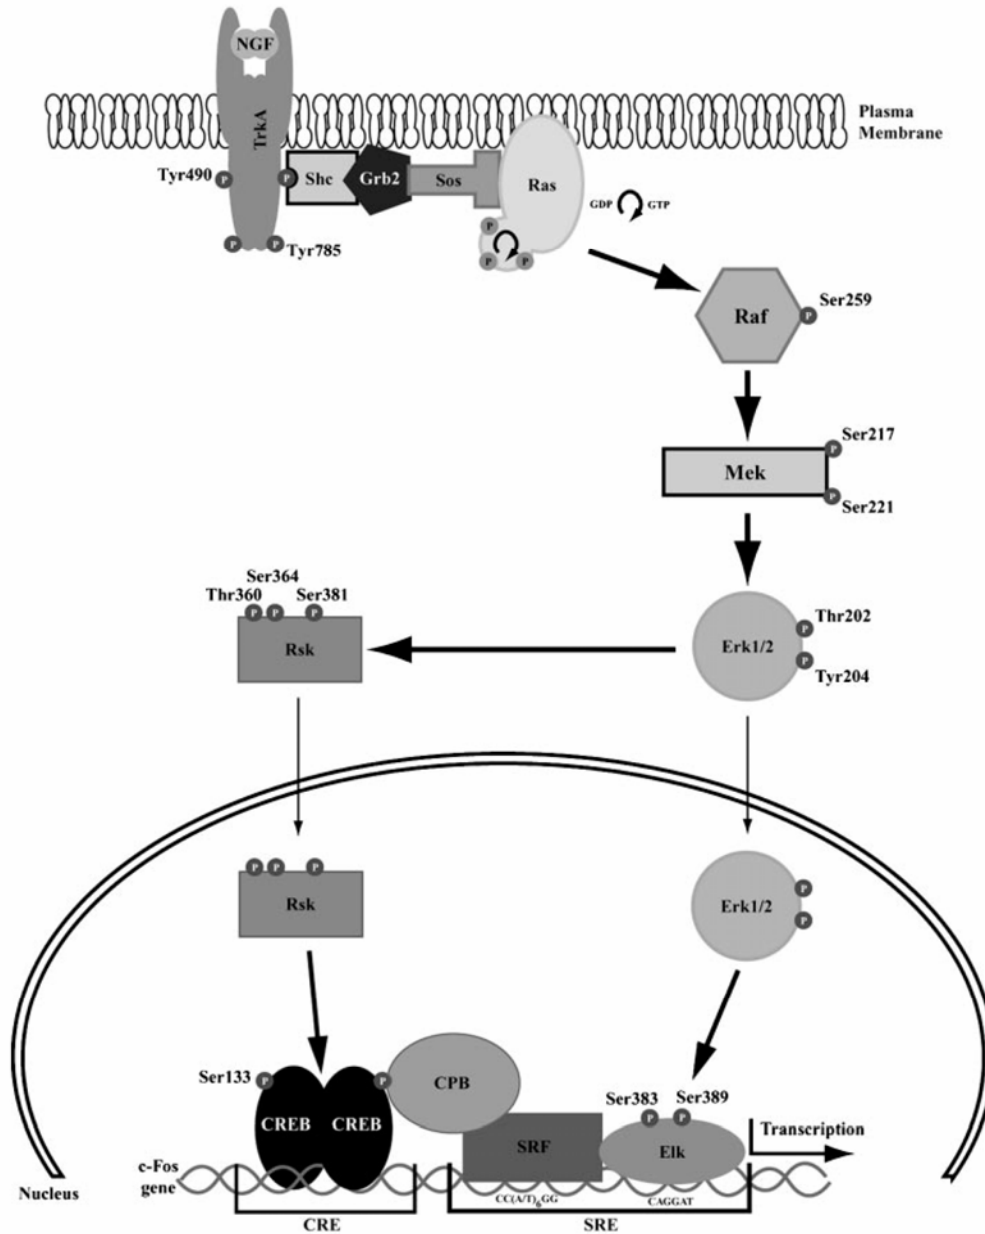 NGF
TrkA
Plasma
Membrane
Tyr490
P
P
Shc
Grb2
Sos
Ras
GDP
GTP
P
P
P
P
P
Tyr785
Raf
P
Ser259
Ser217
P
Mek
P
Ser221
Ser364
Thr360
Ser381
P
P
P
Rsk
Erk1/2
P
Thr202
P
Tyr204
P
P
P
Rsk
Erk1/2
P
P
Ser133
P
P
CREB
CREB
CPB
Ser383
Ser389
P
P
SRF
Elk
Transcription
c-Fos
gene
Nucleus
CC(A/T)6GG
CAGGAT
CRE
SRE